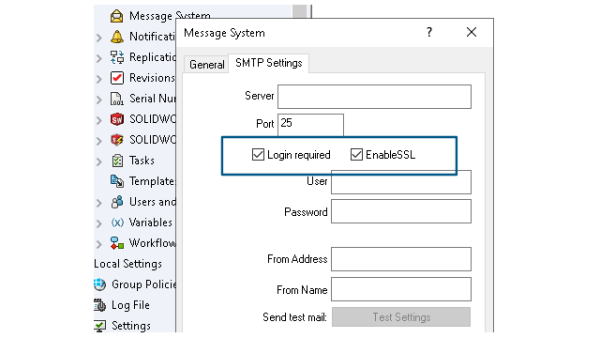 Message System
Notificati
Replicatio
Revisions
Serial Nur
SOLIDWC
SOLIDWC
Tasks
Template
Users and
(x) Variables
Workflow
Local Settings
Group Policie
Log File
Settings
Message System ? ×
General SMTP Settings
Server
Port 25
Login required EnableSSL
User
Password
From Address
From Name
Send test mail: Test Settings